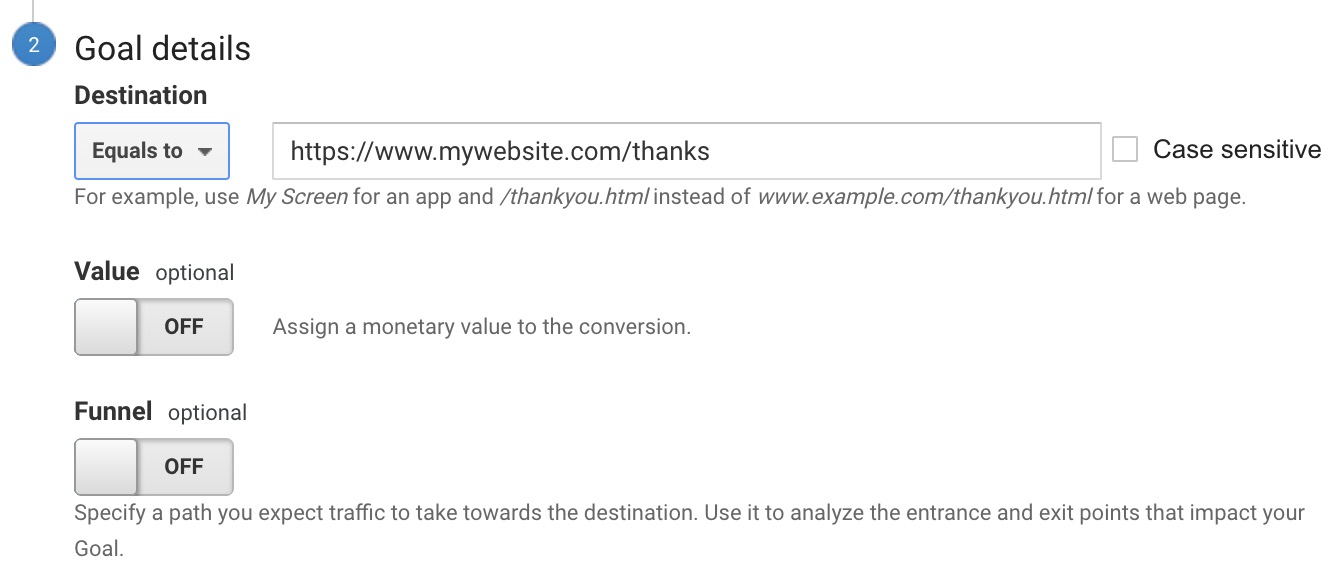 2 Goal details
Destination
Equals to https://www.mywebsite.com/thanks Case sensitive
For example, use My Screen for an app and /thankyou.html instead of www.example.com/thankyou.html for a web page.
Value optional
OFF Assign a monetary value to the conversion.
Funnel optional
OFF
Specify a path you expect traffic to take towards the destination. Use it to analyze the entrance and exit points that impact your
Goal.